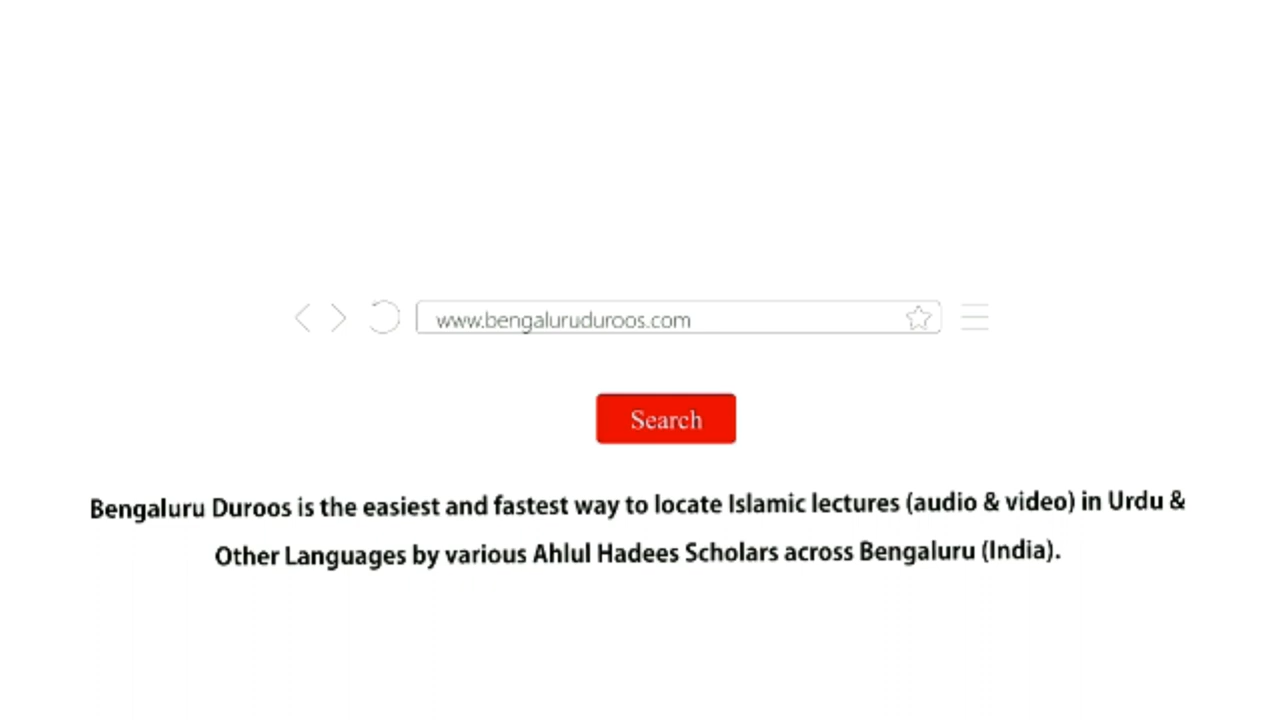 www.bengaluruduroos.com
Search
Bengaluru Duroos is the easiest and fastest way to locate Islamic lectures (audio & video) in Urdu &
Other Languages by various Ahlul Hadees Scholars across Bengaluru (India).